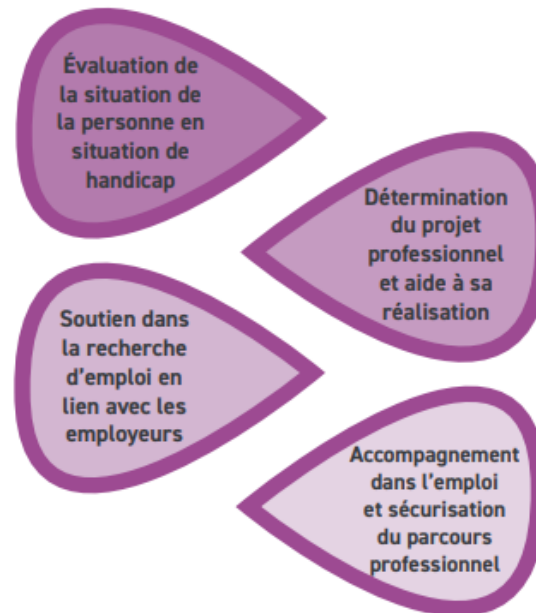 Évaluation de
la situation de
la personne en
situation de
handicap
Détermination
du projet
professionnel
et aide à sa
réalisation
Soutien dans
la recherche
d'emploi en
lien avec les
employeurs
Accompagnement
dans l'emploi
et sécurisation
du parcours
professionnel